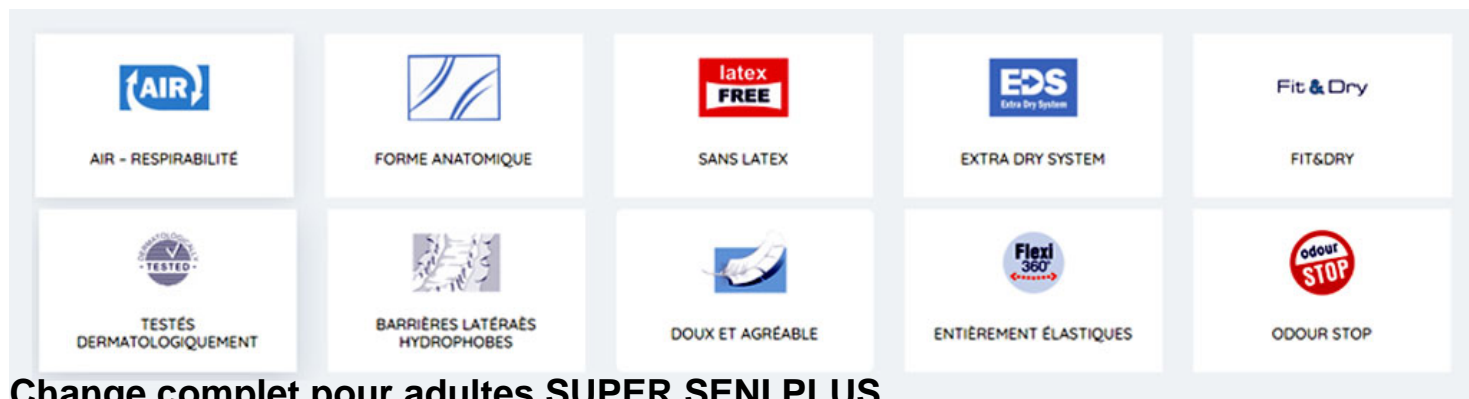 AIR
latex
FREE
EDS
Extra Dry System
Fit & Dry
AIR – RESPIRABILITÉ
FORME ANATOMIQUE
SANS LATEX
EXTRA DRY SYSTEM
FIT&DRY
DERMATOLOGICALLY
- TESTED -
Flexi
360°
odour
STOP
TESTÉS
DERMATOLOGIQUEMENT
BARRIÈRES LATÉRAÈS
HYDROPHOBES
DOUX ET AGRÉABLE
ENTIÈREMENT ÉLASTIQUES
ODOUR STOP
Change complet pour adultes SUPER SENI PLUS